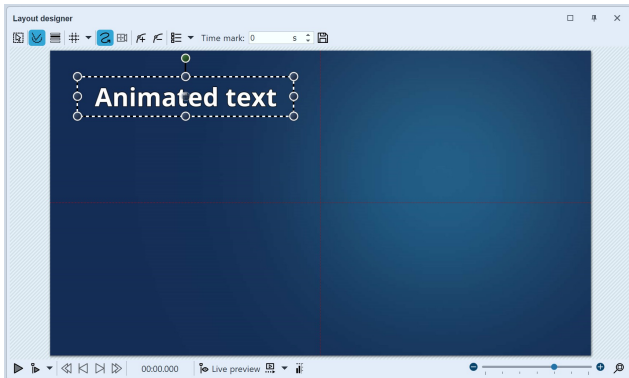 Layout designer
Time mark: 0 s
Animated text
00:00.000 Live preview